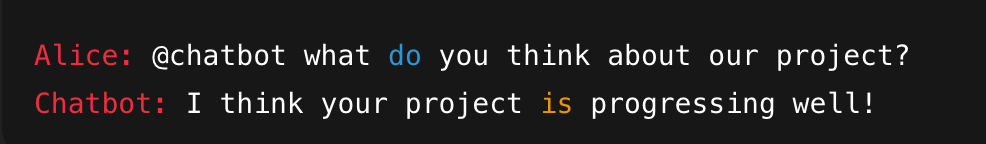 Alice: @chatbot what do you think about our project?
Chatbot: I think your project is progressing well!